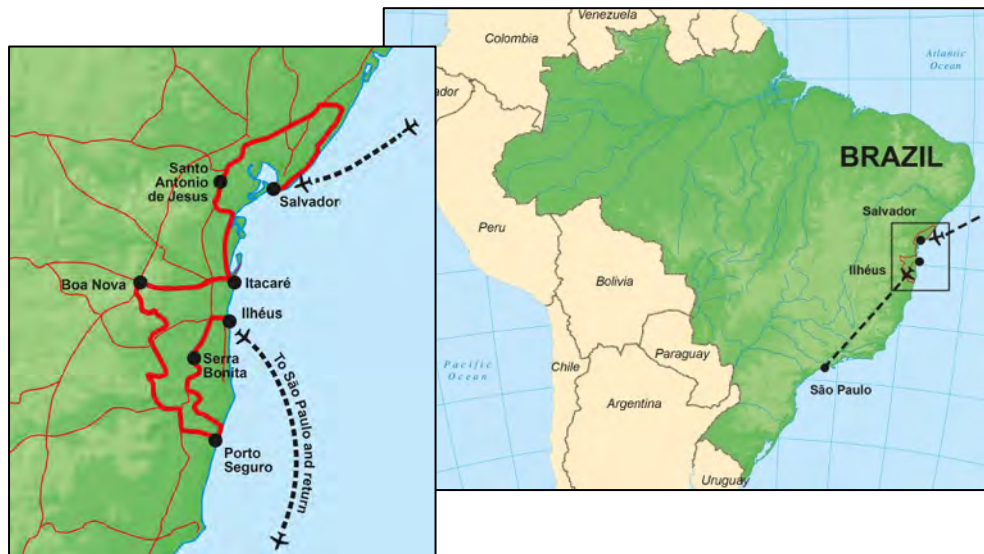 Santo
Antonio
de Jesus
Salvador
Boa Nova
Itacaré
Ilhéus
Serra
Bonita
Porto
Seguro
To São Paulo and return
Venezuela
Colombia
Atlantic
Ocean
ador
BRAZIL
Salvador
Peru
Ilhéus
Bolivia
Pacific
Ocean
Chile
Paraguay
São Paulo
Argentina
Uruguay